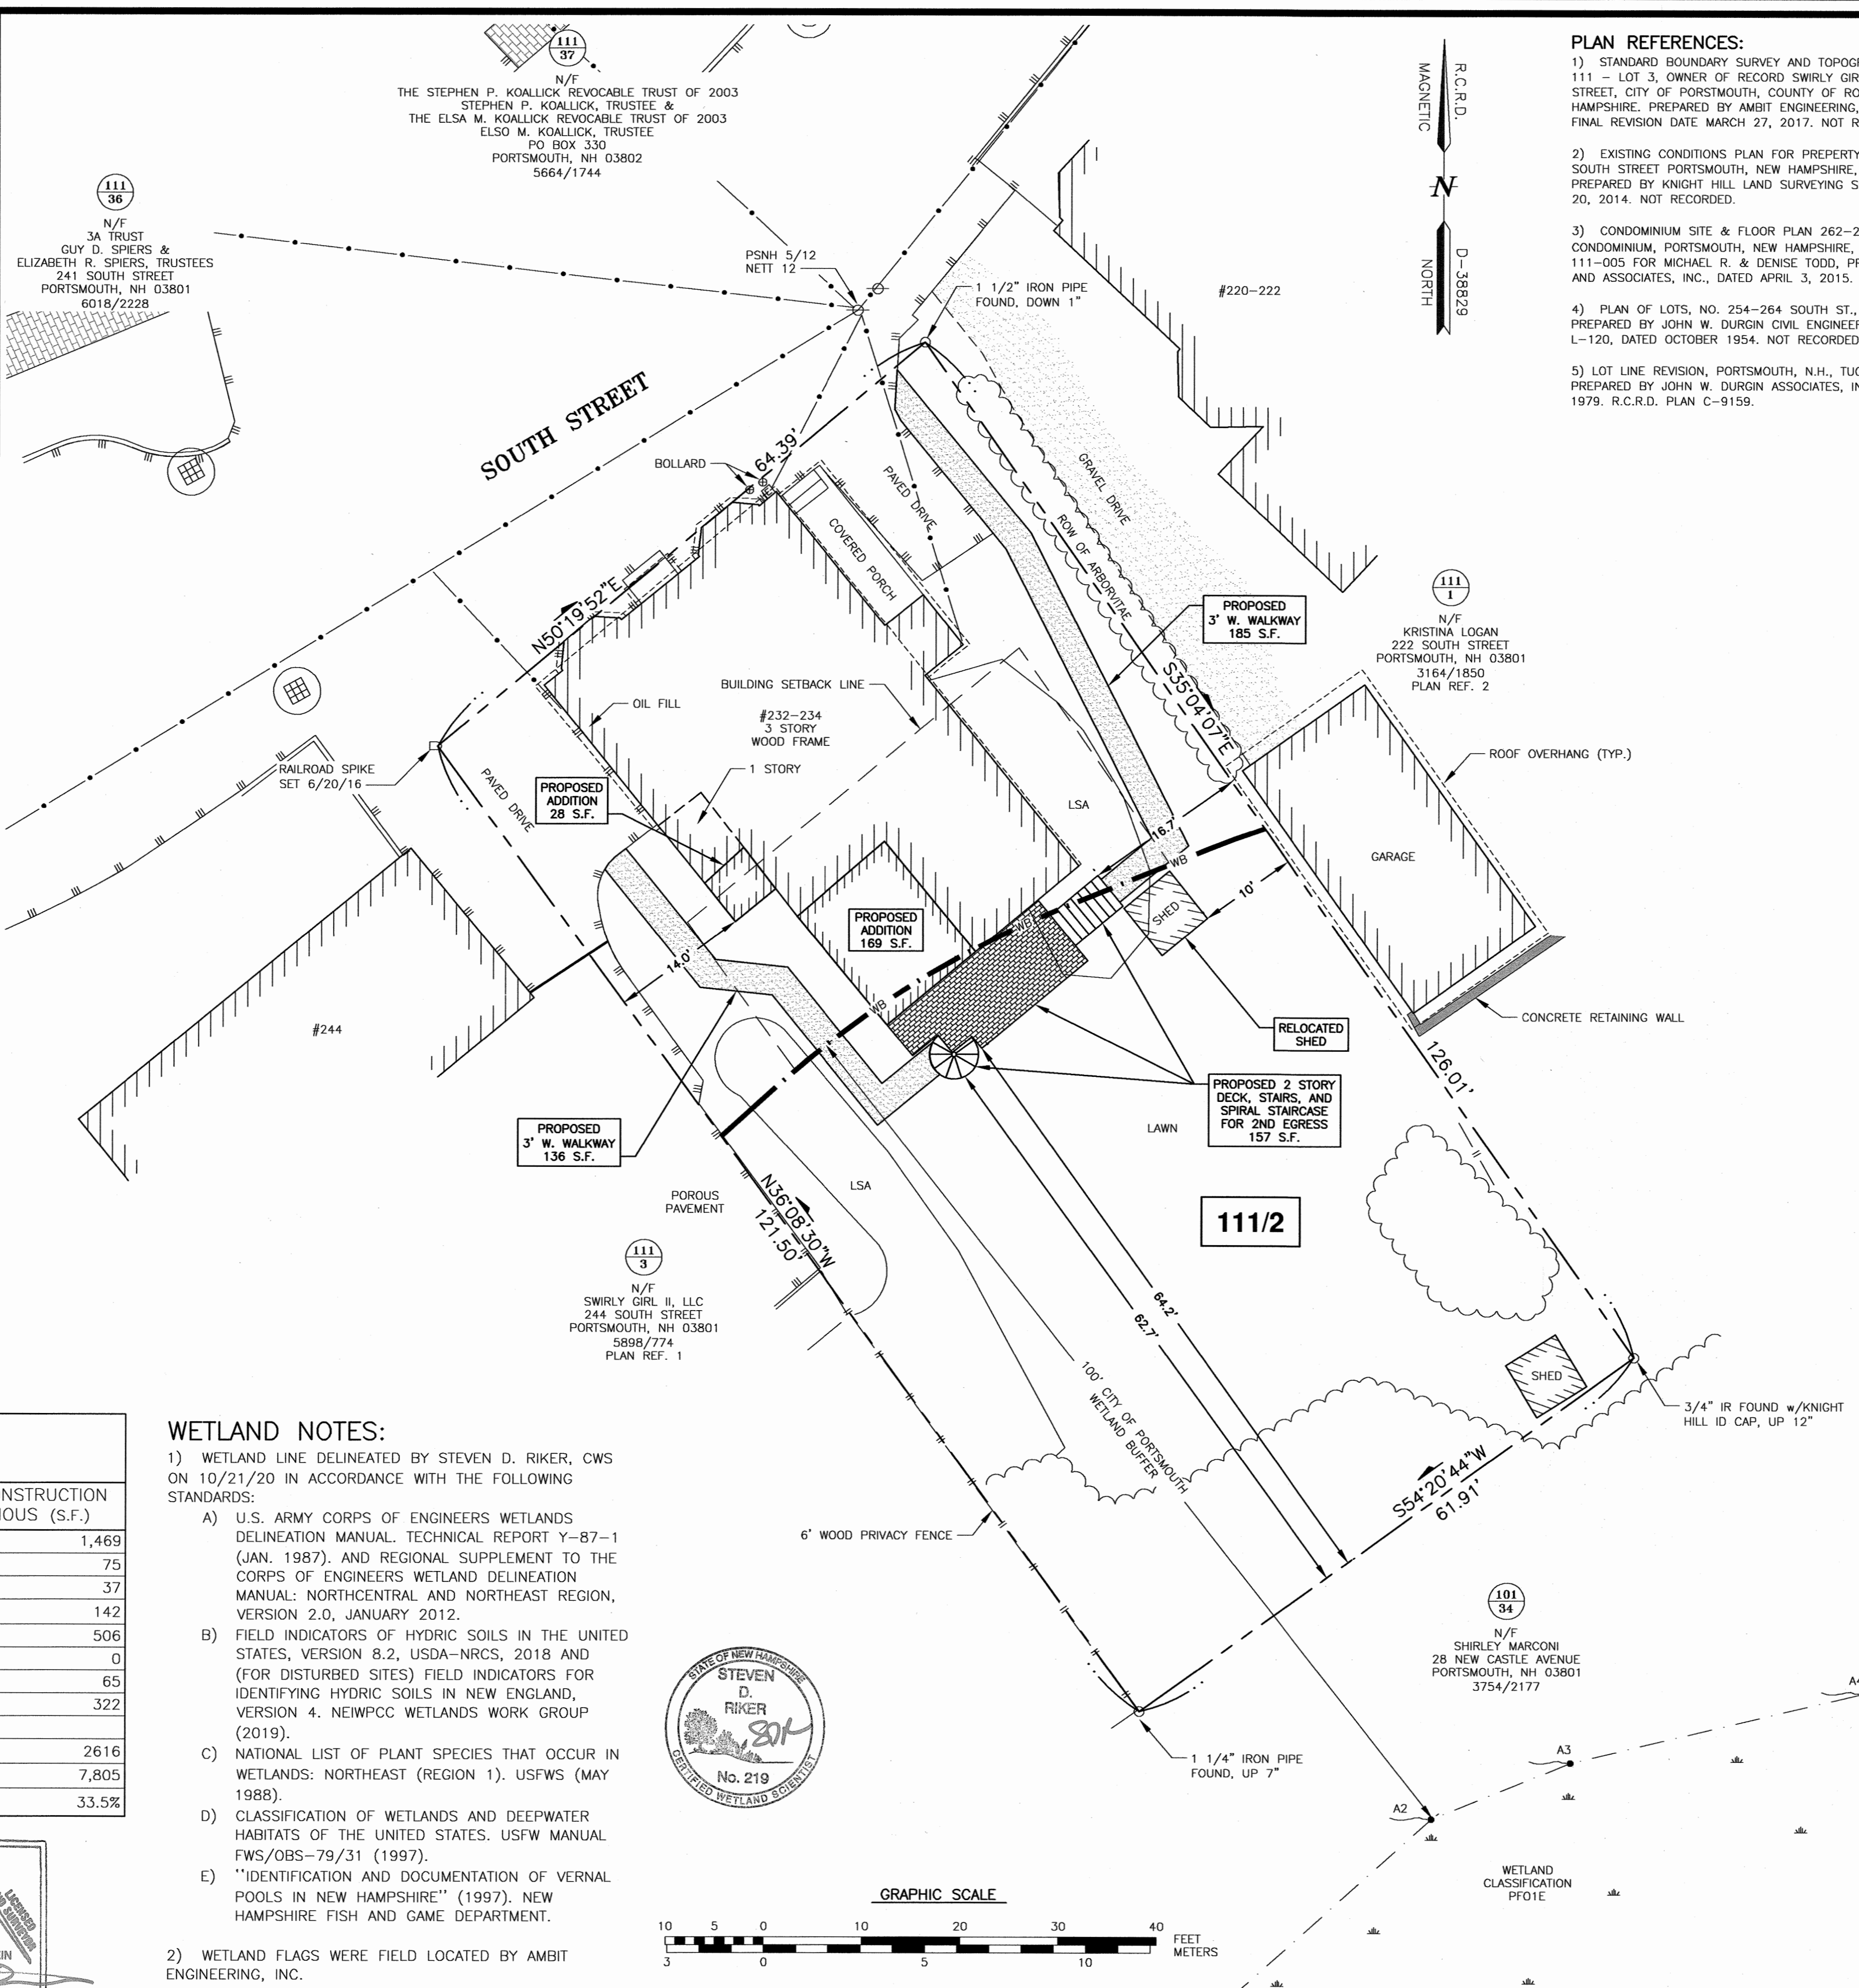 111
37
N/F
THE STEPHEN P. KOALLICK REVOCABLE TRUST OF 2003
STEPHEN P. KOALLICK, TRUSTEE &
THE ELSA M. KOALLICK REVOCABLE TRUST OF 2003
ELSO M. KOALLICK, TRUSTEE
PO BOX 330
PORTSMOUTH, NH 03802
5664/1744
111
36
N/F
3A TRUST
GUY D. SPIERS &
ELIZABETH R. SPIERS, TRUSTEES
241 SOUTH STREET
PORTSMOUTH, NH 03801
6018/2228
R.C.R.D.
MAGNETIC
N
D-38829
NORTH
PLAN REFERENCES:
1) STANDARD BOUNDARY SURVEY AND TOPOG
111 - LOT 3, OWNER OF RECORD SWIRLY GIR
STREET, CITY OF PORSTMOUTH, COUNTY OF RO
HAMPSHIRE. PREPARED BY AMBIT ENGINEERING,
FINAL REVISION DATE MARCH 27, 2017. NOT R
2) EXISTING CONDITIONS PLAN FOR PREPERTY
SOUTH STREET PORTSMOUTH, NEW HAMPSHIRE,
PREPARED BY KNIGHT HILL LAND SURVEYING S
20, 2014. NOT RECORDED.
3) CONDOMINIUM SITE & FLOOR PLAN 262-2
CONDOMINIUM, PORTSMOUTH, NEW HAMPSHIRE,
111-005 FOR MICHAEL R. & DENISE TODD, PR
AND ASSOCIATES, INC., DATED APRIL 3, 2015.
4) PLAN OF LOTS, NO. 254-264 SOUTH ST.,
PREPARED BY JOHN W. DURGIN CIVIL ENGINEER
L-120, DATED OCTOBER 1954. NOT RECORDED
5) LOT LINE REVISION, PORTSMOUTH, N.H., TUC
PREPARED BY JOHN W. DURGIN ASSOCIATES, IN
1979. R.C.R.D. PLAN C-9159.
PSNH 5/12
NETT 12
1 1/2" IRON PIPE
FOUND, DOWN 1"
#220-222
SOUTH STREET
BOLLARD
64.39'
PAVED DRIVE
GRAVEL DRIVE
ROW OF ARBORVITAE
COVERED PORCH
N50°19'52"E
PROPOSED
3' W. WALKWAY
185 S.F.
111
1
N/F
KRISTINA LOGAN
222 SOUTH STREET
PORTSMOUTH, NH 03801
3164/1850
PLAN REF. 2
S35°04'07"E
BUILDING SETBACK LINE
OIL FILL
#232-234
3 STORY
WOOD FRAME
1 STORY
RAILROAD SPIKE
SET 6/20/16
PAVED DRIVE
PROPOSED
ADDITION
28 S.F.
ROOF OVERHANG (TYP.)
LSA
16.7'
WB
GARAGE
10'
SHED
PROPOSED
ADDITION
169 S.F.
WB
14.0'
WB
#244
CONCRETE RETAINING WALL
RELOCATED
SHED
126.01'
PROPOSED 2 STORY
DECK, STAIRS, AND
SPIRAL STAIRCASE
FOR 2ND EGRESS
157 S.F.
LAWN
PROPOSED
3' W. WALKWAY
136 S.F.
LSA
POROUS
PAVEMENT
N36°08'30"W
121.50'
111/2
111
3
N/F
SWIRLY GIRL II, LLC
244 SOUTH STREET
PORTSMOUTH, NH 03801
5898/774
PLAN REF. 1
64.2'
62.7'
100' CITY OF PORTSMOUTH
WETLAND BUFFER
SHED
3/4" IR FOUND w/KNIGHT
HILL ID CAP, UP 12"
S54°20'44"W
61.91'
6' WOOD PRIVACY FENCE
101
34
N/F
SHIRLEY MARCONI
28 NEW CASTLE AVENUE
PORTSMOUTH, NH 03801
3754/2177
1 1/4" IRON PIPE
FOUND, UP 7"
A2
A3
A4
WETLAND
CLASSIFICATION
PFO1E
NSTRUCTION
IOUS (S.F.)
1,469
75
37
142
506
0
65
322
2616
7,805
33.5%
LICENSED
SURVEYOR
WETLAND NOTES:
1) WETLAND LINE DELINEATED BY STEVEN D. RIKER, CWS
ON 10/21/20 IN ACCORDANCE WITH THE FOLLOWING
STANDARDS:
A) U.S. ARMY CORPS OF ENGINEERS WETLANDS
DELINEATION MANUAL. TECHNICAL REPORT Y-87-1
(JAN. 1987). AND REGIONAL SUPPLEMENT TO THE
CORPS OF ENGINEERS WETLAND DELINEATION
MANUAL: NORTHCENTRAL AND NORTHEAST REGION,
VERSION 2.0, JANUARY 2012.
B) FIELD INDICATORS OF HYDRIC SOILS IN THE UNITED
STATES, VERSION 8.2, USDA-NRCS, 2018 AND
(FOR DISTURBED SITES) FIELD INDICATORS FOR
IDENTIFYING HYDRIC SOILS IN NEW ENGLAND,
VERSION 4. NEIWPCC WETLANDS WORK GROUP
(2019).
C) NATIONAL LIST OF PLANT SPECIES THAT OCCUR IN
WETLANDS: NORTHEAST (REGION 1). USFWS (MAY
1988).
D) CLASSIFICATION OF WETLANDS AND DEEPWATER
HABITATS OF THE UNITED STATES. USFW MANUAL
FWS/OBS-79/31 (1997).
E) "IDENTIFICATION AND DOCUMENTATION OF VERNAL
POOLS IN NEW HAMPSHIRE" (1997). NEW
HAMPSHIRE FISH AND GAME DEPARTMENT.
2) WETLAND FLAGS WERE FIELD LOCATED BY AMBIT
ENGINEERING, INC.
STATE OF NEW HAMPSHIRE
STEVEN
D.
RIKER
No. 219
CERTIFIED WETLAND SCIENTIST
GRAPHIC SCALE
10 5 0 10 20 30 40
FEET
METERS
3 0 5 10